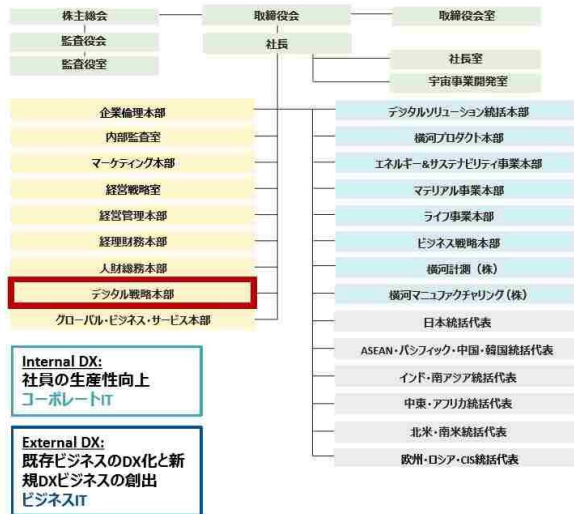 株主総会
取締役会
取締役会室
監査役会
社長
監査役室
社長室
宇宙事業開発室
企業倫理本部
内部監査室
マーケティング本部
経営戦略室
経営管理本部
経理財務本部
人財総務本部
デジタル戦略本部
グローバル・ビジネス・サービス本部
デジタルソリューション統括本部
横河プロダクト本部
エネルギー&サステナビリティ事業本部
マテリアル事業本部
ライフ事業本部
ビジネス戦略本部
横河計測（株）
横河マニュファクチャリング（株）
日本統括代表
ASEAN・パシフィック・中国・韓国統括代表
インド・南アジア統括代表
中東・アフリカ統括代表
北米・南米統括代表
欧州・ロシア・CIS統括代表
Internal DX:
社員の生産性向上
コーポレートIT
External DX:
既存ビジネスのDX化と新
規DXビジネスの創出
ビジネスIT